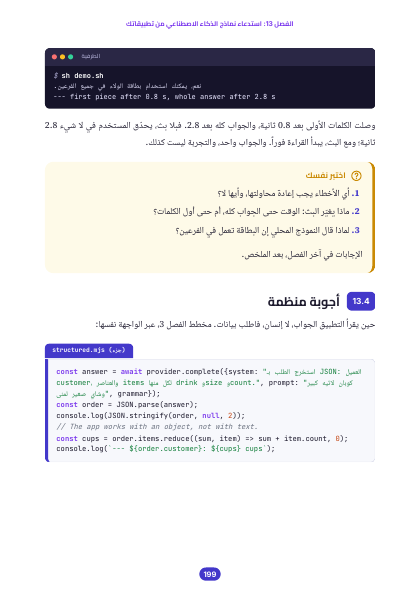 الفصل 13: استدعاء نماذج الذكاء الاصطناعي من تطبيقاتك
الطرفية
$ sh demo.sh
نعم. يمكنك استخدام بطاقة الولاء في جميع الفرعين.
--- first piece after 0.8 s, whole answer after 2.8 s
وصلت الكلمات الأولى بعد 0.8 ثانية، والجواب كله بعد 2.8. فبلا بث، يحدّق المستخدم في لا شيء 2.8
ثانية؛ ومع البث، يبدأ القراءة فوراً. والجواب واحد، والتجربة ليست كذلك.
اختبر نفسك
1. أي الأخطاء يجب إعادة محاولتها، وأيها لا؟
2. ماذا يغيّر البث: الوقت حتى الجواب كله، أم حتى أول الكلمات؟
3. لماذا قال النموذج المحلي إن البطاقة تعمل في الفرعين؟
الإجابات في آخر الفصل، بعد الملخص.
13.4 أجوبة منظمة
حين يقرأ التطبيق الجواب، لا إنسان، فاطلب بيانات. مخطط الفصل 3، عبر الواجهة نفسها:
structured.mjs (جزء)
const answer = await provider.complete({system: "استخرج الطلب بـ JSON: العميل
customer، والعناصر items لكل منها drink وsize وcount.", prompt: "كوبان لاتيه كبير
وشاي صغير لمنى", grammar});
const order = JSON.parse(answer);
console.log(JSON.stringify(order, null, 2));
// The app works with an object, not with text.
const cups = order.items.reduce((sum, item) => sum + item.count, 0);
console.log(`--- ${order.customer}: ${cups} cups`);
199